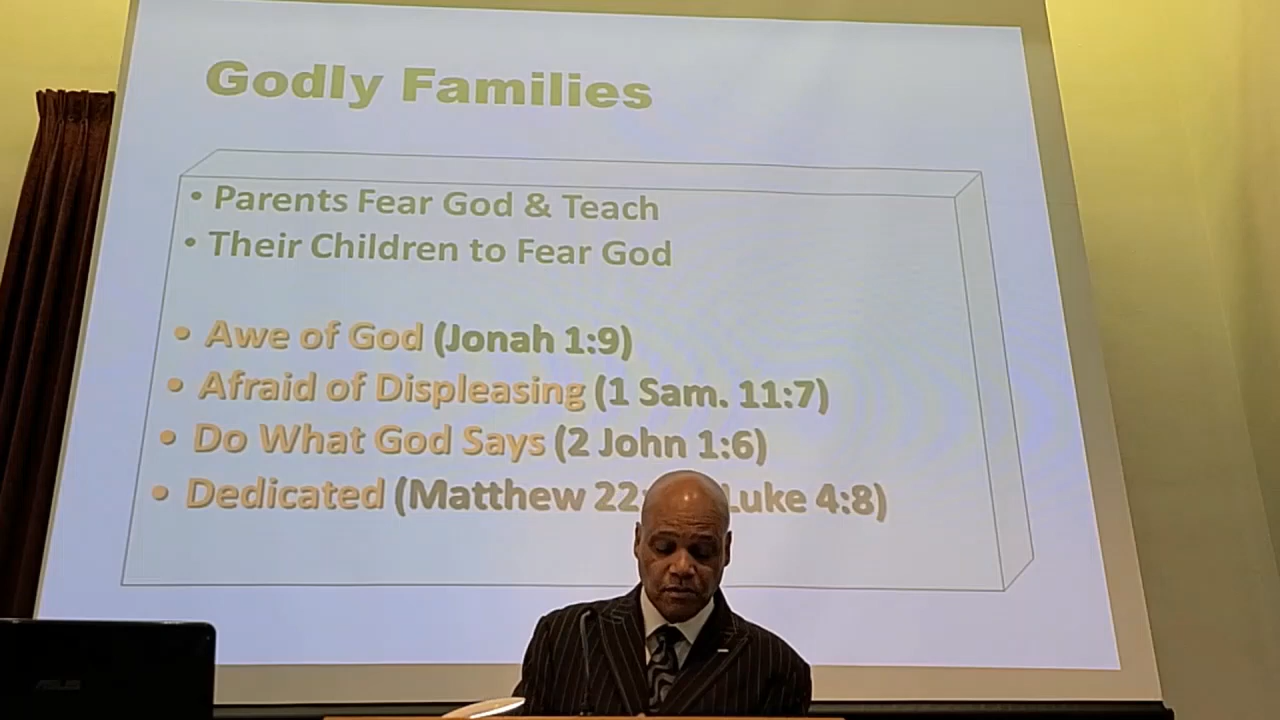 Godly Families
• Parents Fear God & Teach
• Their Children to Fear God
• Awe of God (Jonah 1:9)
• Afraid of Displeasing (1 Sam. 11:7)
• Do What God Says (2 John 1:6)
• Dedicated (Matthew 22: Luke 4:8)
ASUS